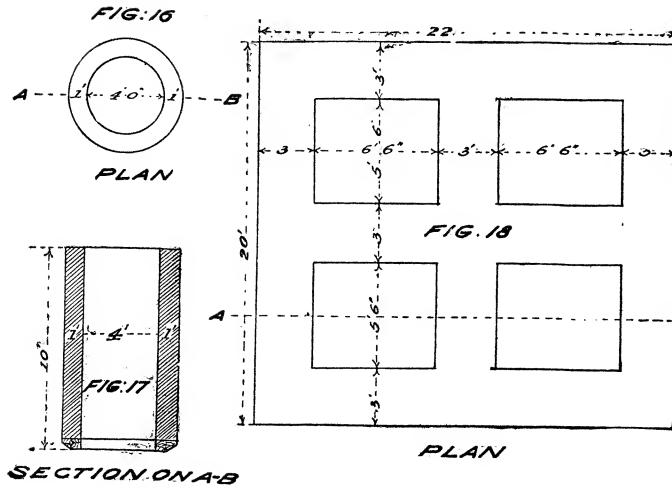 FIG:16
A 1' 4'0" 1' B
PLAN
10" 1' 4' 1'
FIG:17
SECTION ON A-B
22
3'
3 6' 6" 3' 6' 6" 3
5' 6
20' 3'
FIG.18
A 5' 6"
3'
PLAN